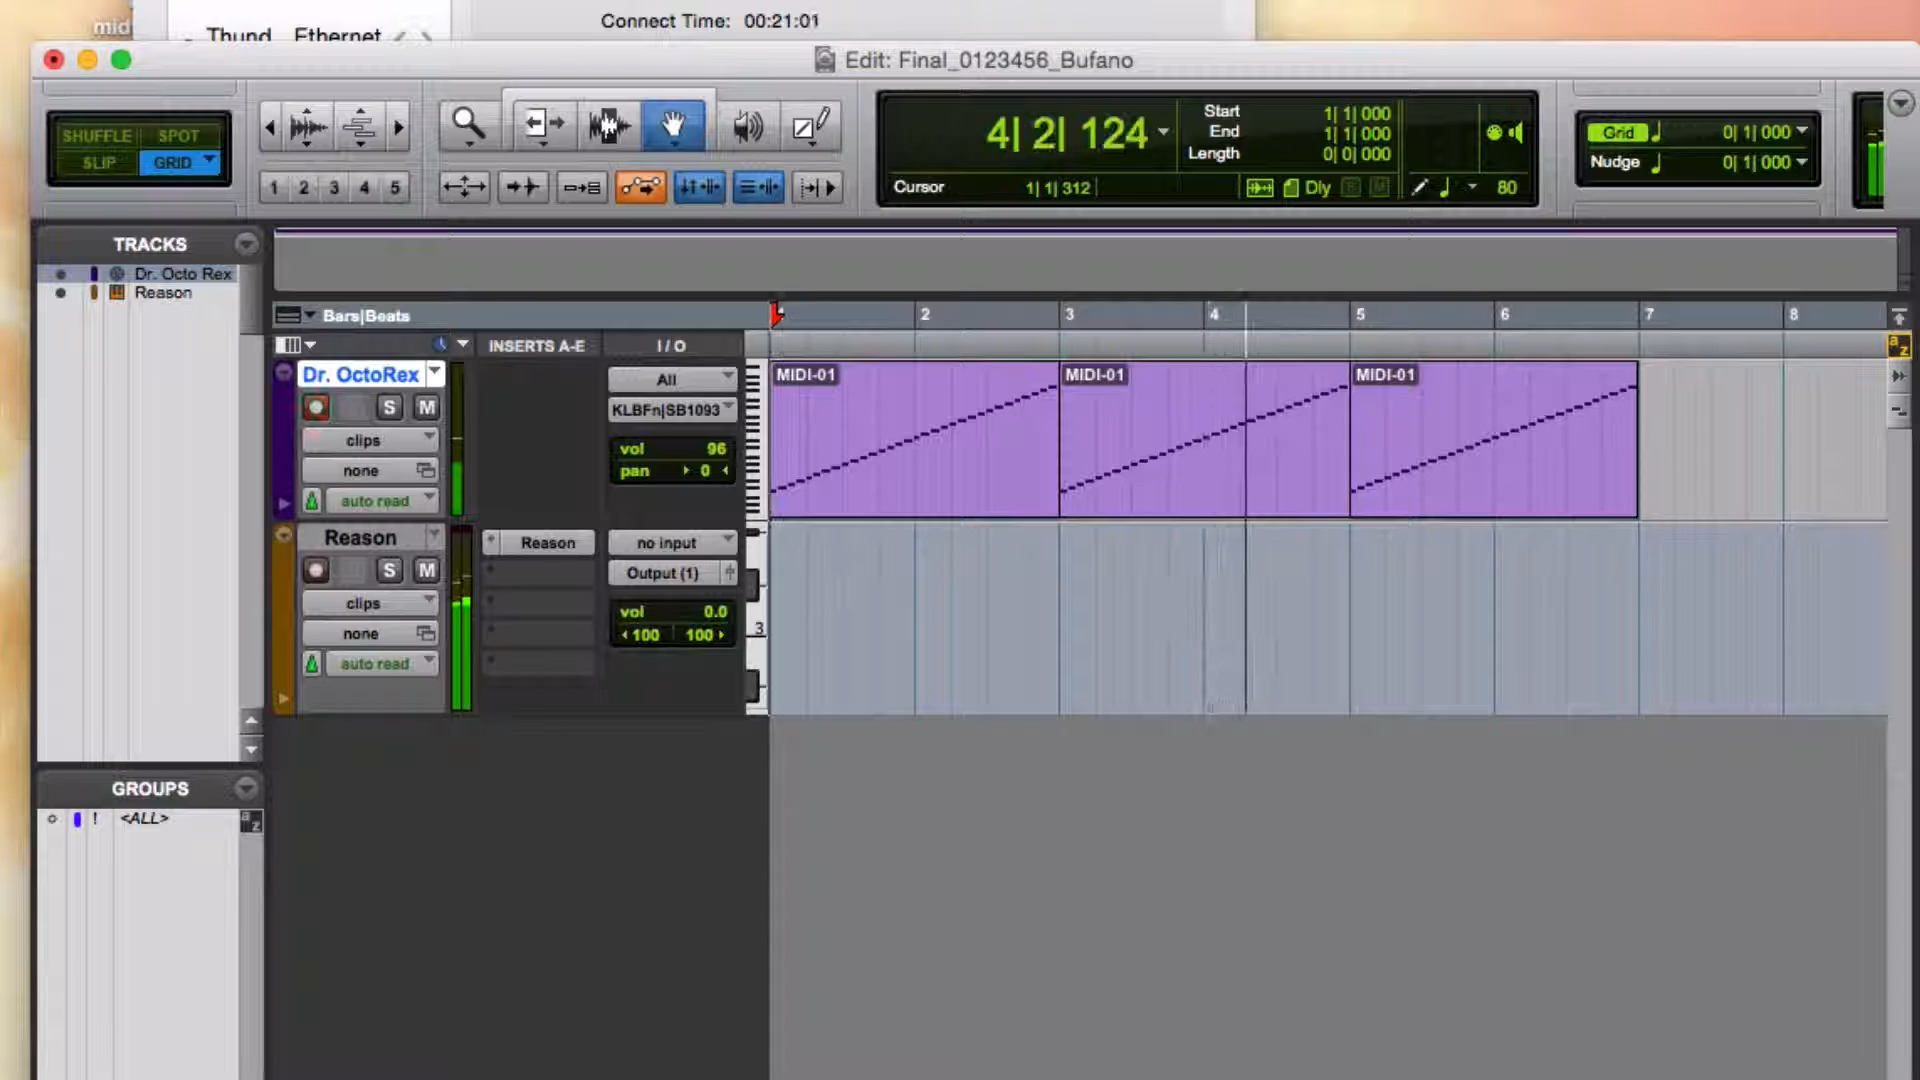 mid
Thund Ethernet
Connect Time: 00:21:01
Edit: Final_0123456_Bufano
SHUFFLE SPOT
SLIP GRID
1 2 3 4 5
4| 2| 124
Start 1| 1| 000
End 1| 1| 000
Length 0| 0| 000
Cursor 1| 1| 312
Dly
80
Grid 0| 1| 000
Nudge 0| 1| 000
TRACKS
Dr. Octo Rex
Reason
Bars|Beats
1 2 3 4 5 6 7 8
INSERTS A-E
I / O
Dr. OctoRex
S M
clips
none
auto read
All
KLBFn|SB1093
vol 96
pan 0
MIDI-01 MIDI-01 MIDI-01
Reason
S M
clips
none
auto read
Reason
no input
Output (1)
vol 0.0
100 100
3
GROUPS
! <ALL>
a z
a z